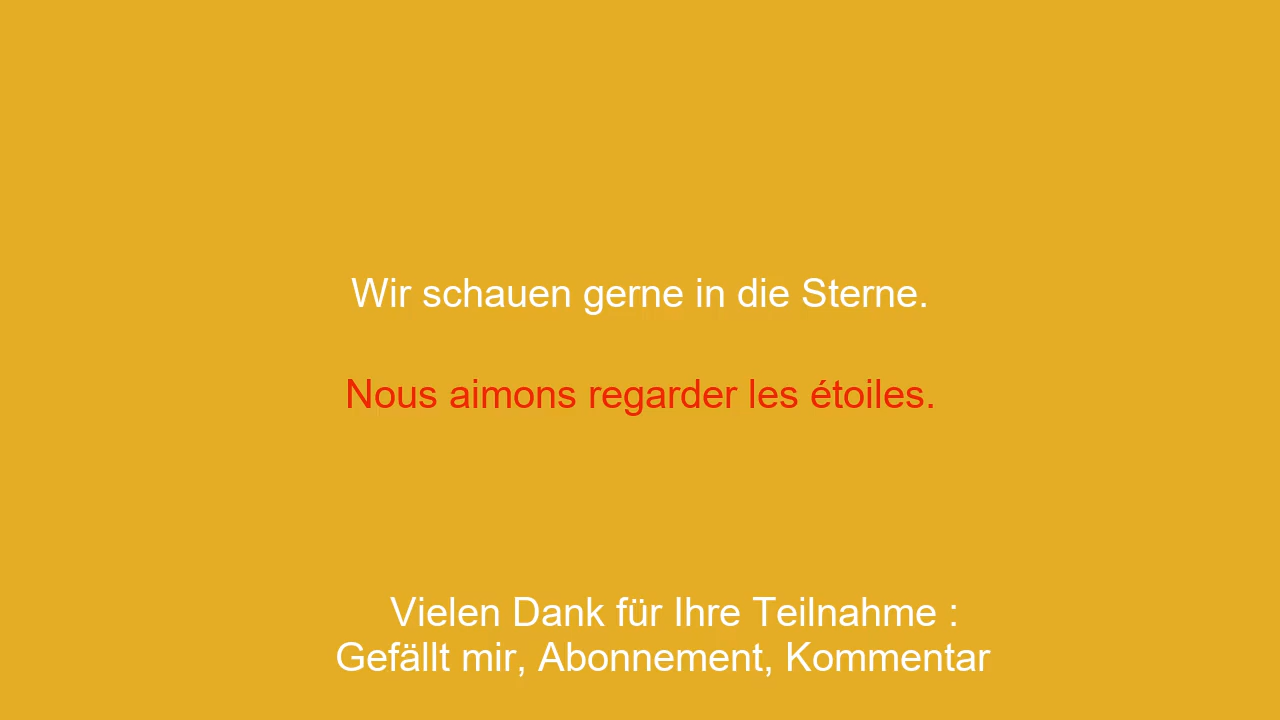 Wir schauen gerne in die Sterne.
Nous aimons regarder les étoiles.
Vielen Dank für Ihre Teilnahme :
Gefällt mir, Abonnement, Kommentar